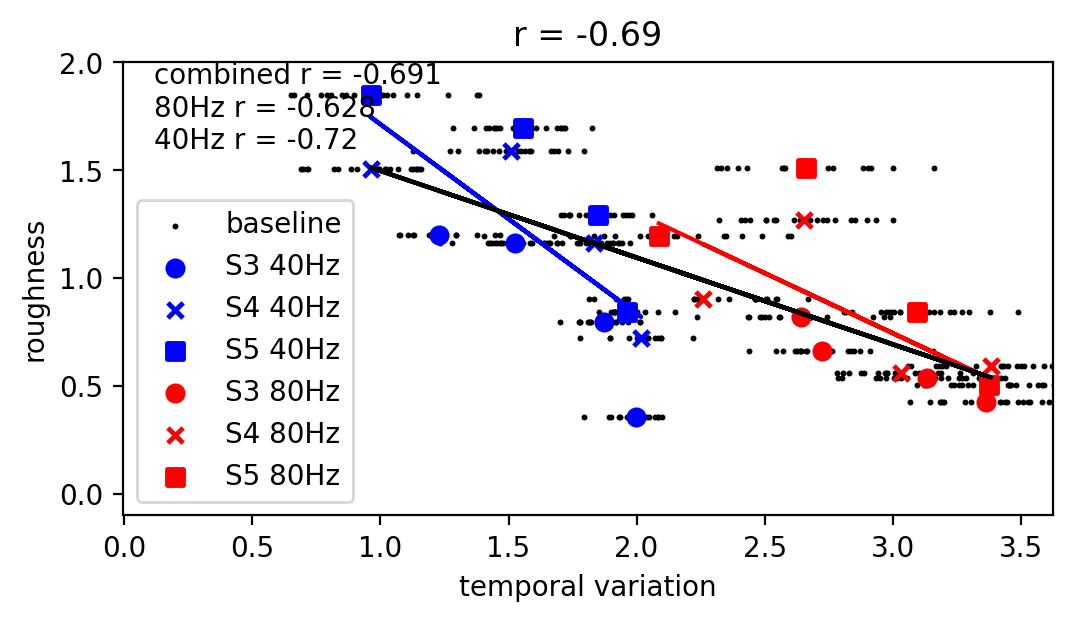 r = -0.69
combined r = -0.691
80Hz r = -0.628
40Hz r = -0.72
2.0
1.5
1.0
0.5
0.0
roughness
baseline
S3 40Hz
S4 40Hz
S5 40Hz
S3 80Hz
S4 80Hz
S5 80Hz
0.0 0.5 1.0 1.5 2.0 2.5 3.0 3.5
temporal variation